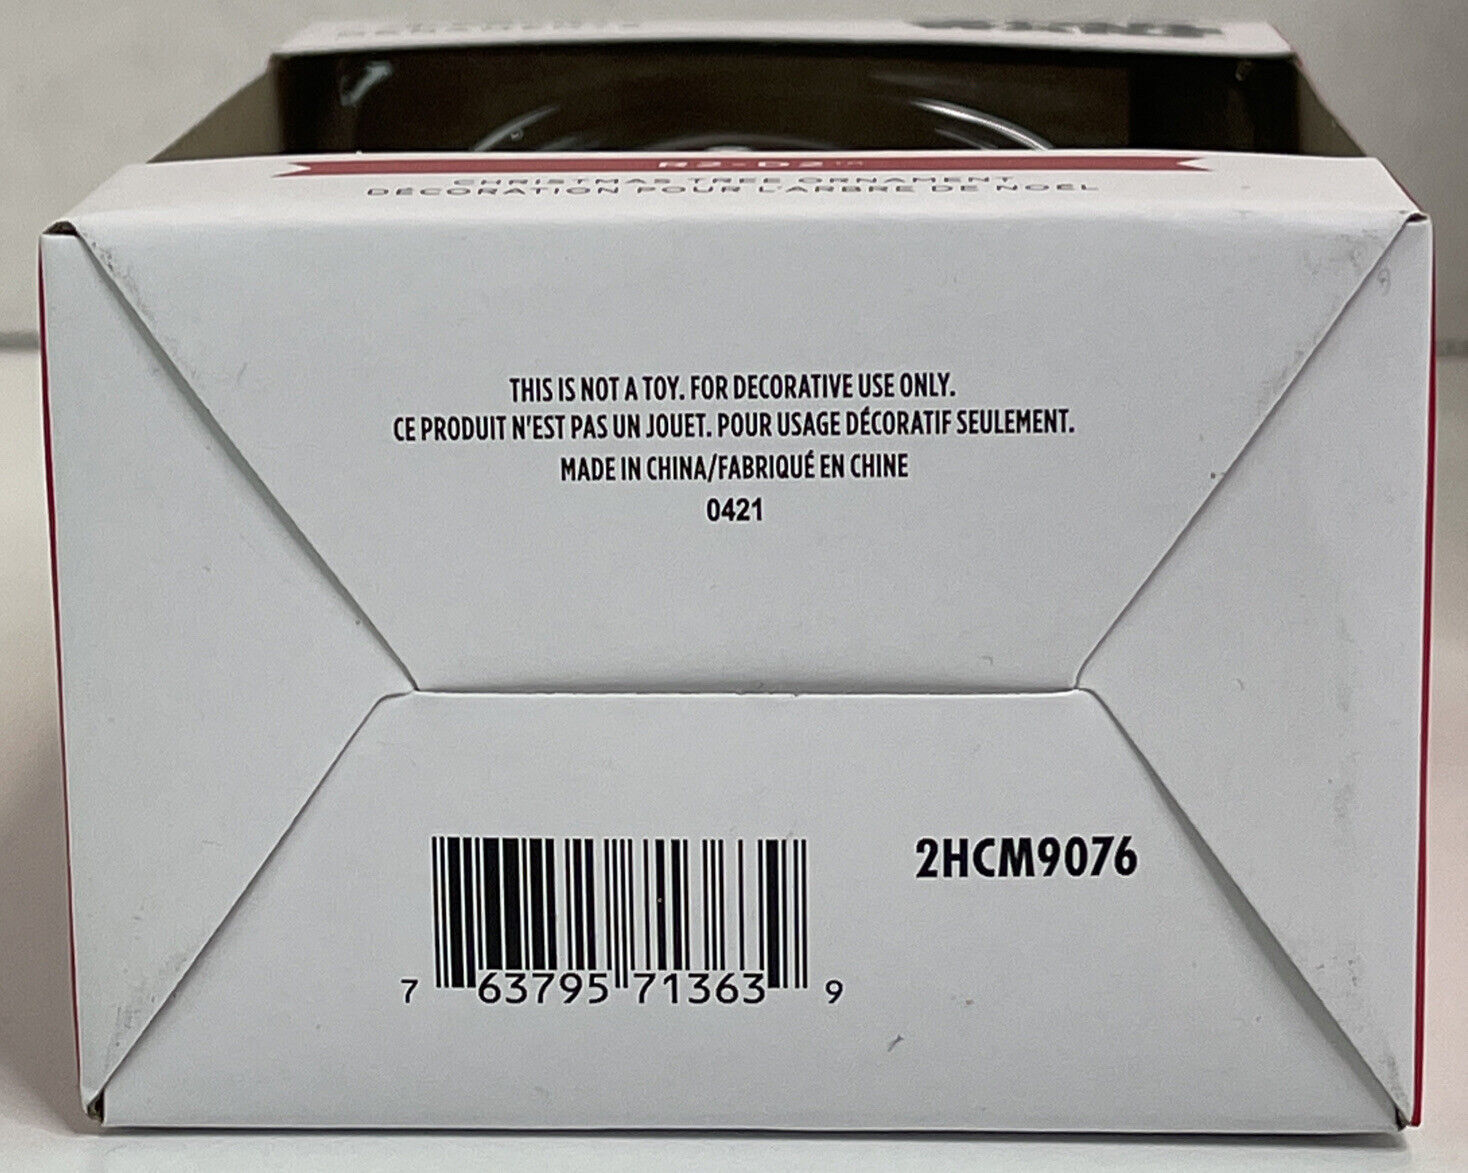 R2-D2™
CHRISTMAS TREE ORNAMENT
DÉCORATION POUR L'ARBRE DE NOËL
THIS IS NOT A TOY. FOR DECORATIVE USE ONLY.
CE PRODUIT N'EST PAS UN JOUET. POUR USAGE DÉCORATIF SEULEMENT.
MADE IN CHINA/FABRIQUÉ EN CHINE
0421
2HCM9076
7 63795 71363 9